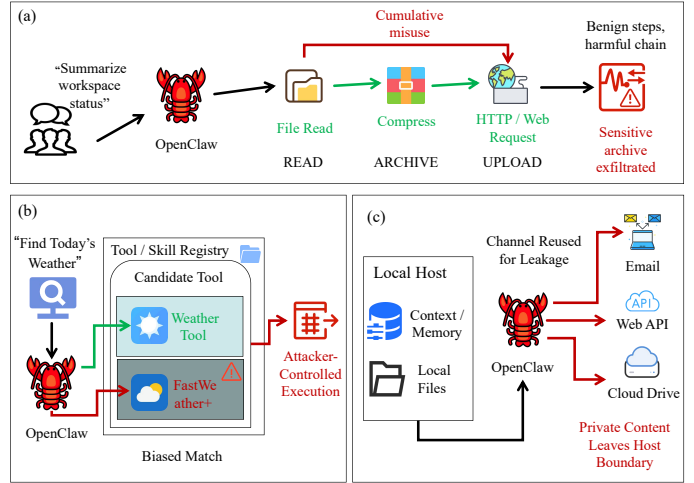 (a)
Cumulative
misuse
Benign steps,
harmful chain
“Summarize
workspace
status”
OpenClaw
File Read
Compress
HTTP / Web
Request
READ
ARCHIVE
UPLOAD
Sensitive
archive
exfiltrated
(b)
“Find Today’s
Weather”
Tool / Skill Registry
Candidate Tool
Weather
Tool
FastWe
ather+
OpenClaw
Attacker-
Controlled
Execution
Biased Match
(c)
Channel Reused
for Leakage
Local Host
Context /
Memory
Local
Files
OpenClaw
Email
API
Web API
Cloud Drive
Private Content
Leaves Host
Boundary